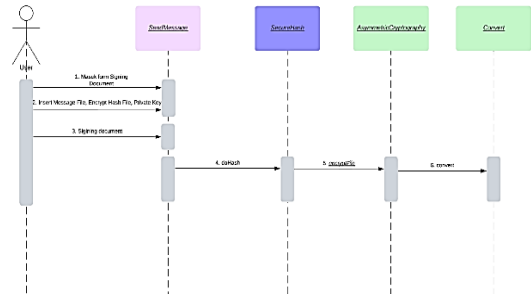 SendMessage
SecureHash
AsymmetricCryptography
Convert
User
1. Masuk form Signing
Document
2. Insert Message File, Encrypt Hash File, Private Key
3. Signing document
4. doHash
5. encryptFile
6. convert